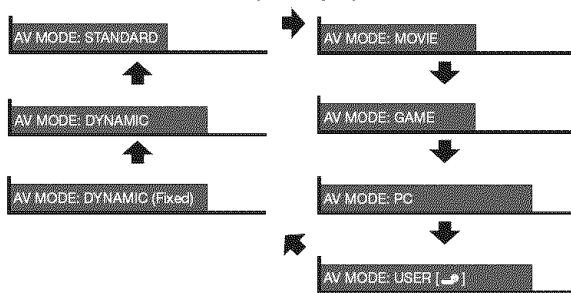 AV MODE: STANDARD
AV MODE: MOVIE
AV MODE: DYNAMIC
AV MODE: GAME
AV MODE: DYNAMIC (Fixed)
AV MODE: PC
AV MODE: USER [ ]